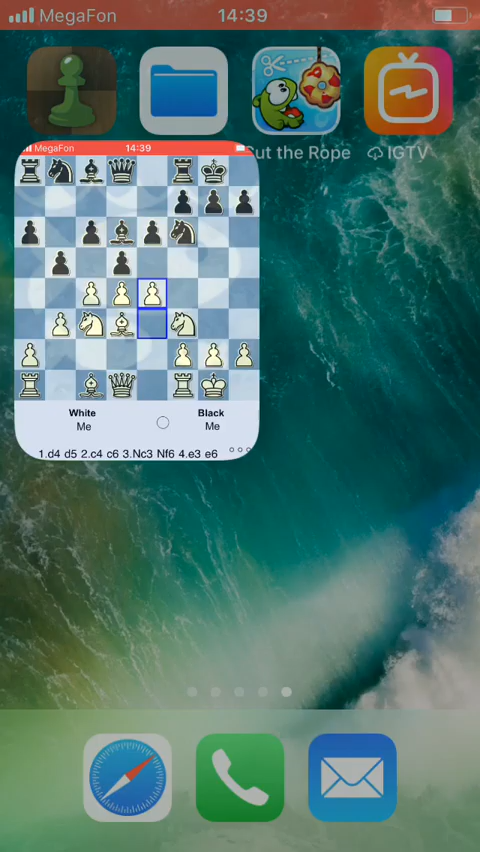 MegaFon 14:39
Cut the Rope IGTV
MegaFon 14:39
White Black
Me Me
1.d4 d5 2.c4 c6 3.Nc3 Nf6 4.e3 e6